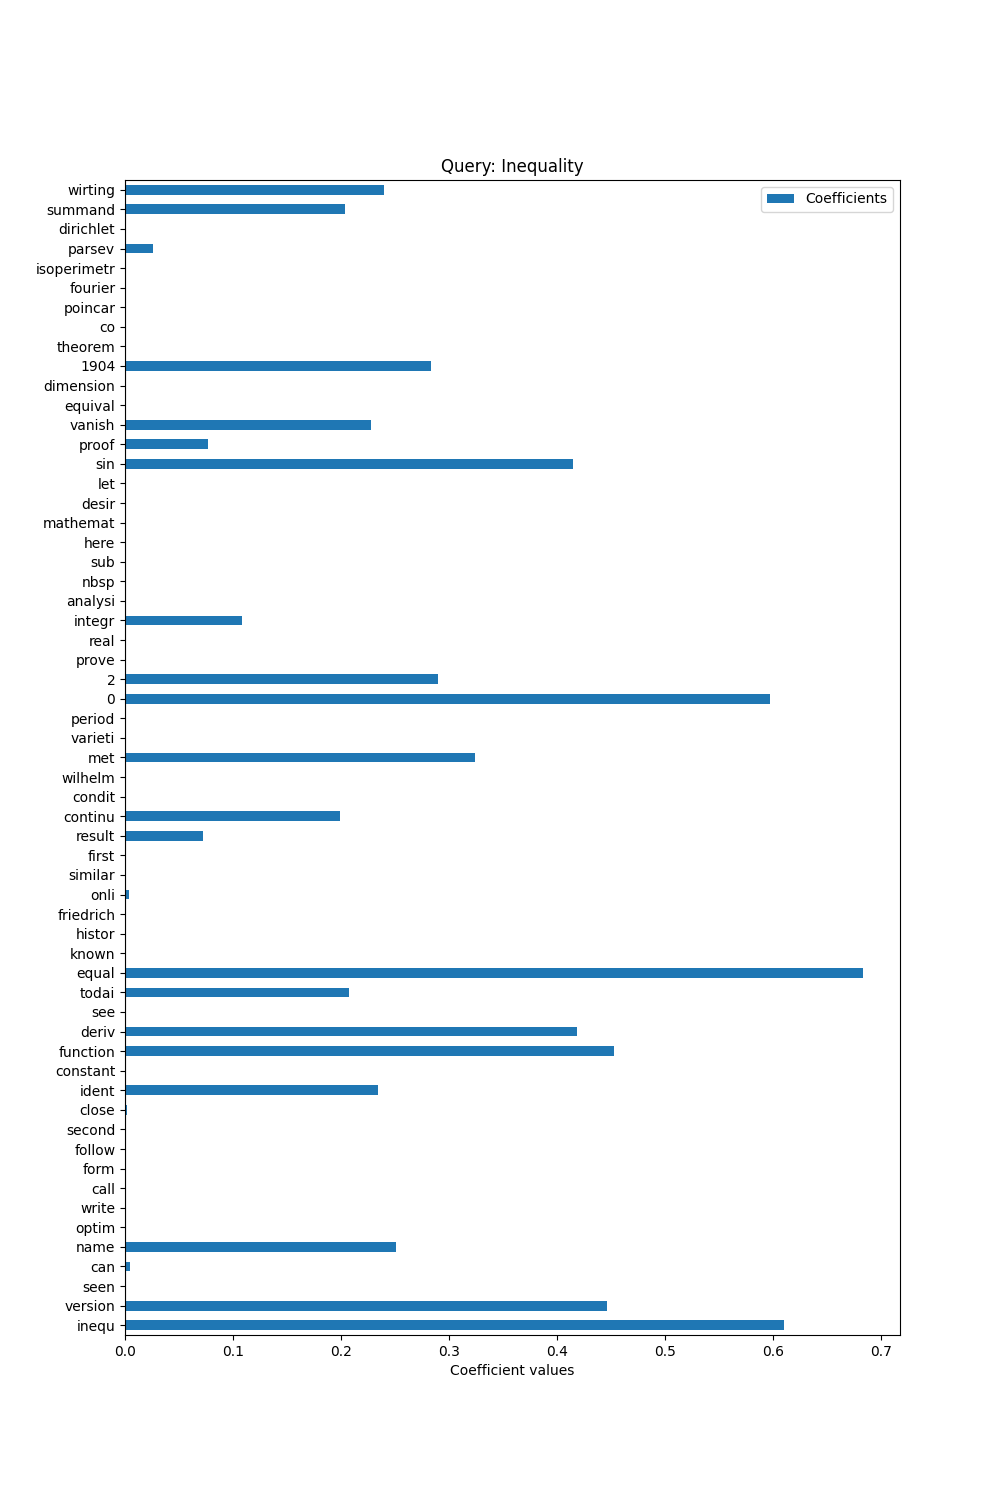 Query: Inequality
Coefficients
wirting
summand
dirichlet
parsev
isoperimetr
fourier
poincar
co
theorem
1904
dimension
equival
vanish
proof
sin
let
desir
mathemat
here
sub
nbsp
analysi
integr
real
prove
2
0
period
varieti
met
wilhelm
condit
continu
result
first
similar
onli
friedrich
histor
known
equal
todai
see
deriv
function
constant
ident
close
second
follow
form
call
write
optim
name
can
seen
version
inequ
0.0 0.1 0.2 0.3 0.4 0.5 0.6 0.7
Coefficient values